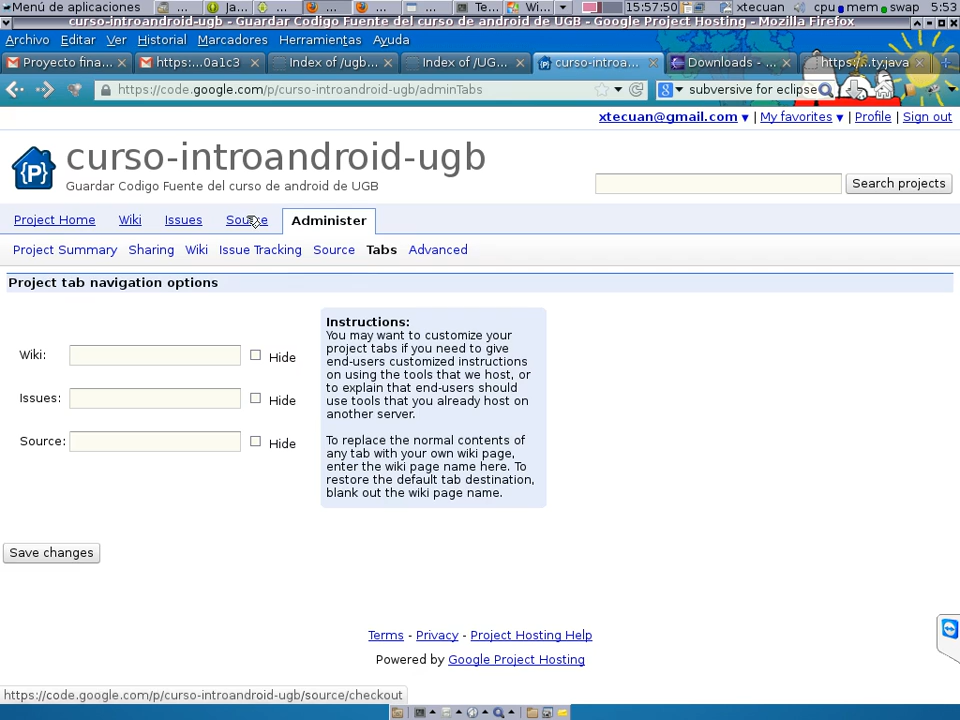 Menú de aplicaciones ... Ja... ... ... ... ... Te... Wi... 15:57:50 xtecuan cpu mem swap 5:53
curso-introandroid-ugb - Guardar Codigo Fuente del curso de android de UGB - Google Project Hosting - Mozilla Firefox
Archivo Editar Ver Historial Marcadores Herramientas Ayuda
Proyecto fina... https:...0a1c3 Index of /ugb... Index of /UG... curso-introa... Downloads - ... https:/...ty.java
https://code.google.com/p/curso-introandroid-ugb/adminTabs subversive for eclipse
xtecuan@gmail.com ▼ | My favorites ▼ | Profile | Sign out
{P} curso-introandroid-ugb
Guardar Codigo Fuente del curso de android de UGB
Search projects
Project Home Wiki Issues Source Administer
Project Summary Sharing Wiki Issue Tracking Source Tabs Advanced
Project tab navigation options
Wiki: Hide
Issues: Hide
Source: Hide
Instructions:
You may want to customize your
project tabs if you need to give
end-users customized instructions
on using the tools that we host, or
to explain that end-users should
use tools that you already host on
another server.
To replace the normal contents of
any tab with your own wiki page,
enter the wiki page name here. To
restore the default tab destination,
blank out the wiki page name.
Save changes
Terms - Privacy - Project Hosting Help
Powered by Google Project Hosting
https://code.google.com/p/curso-introandroid-ugb/source/checkout